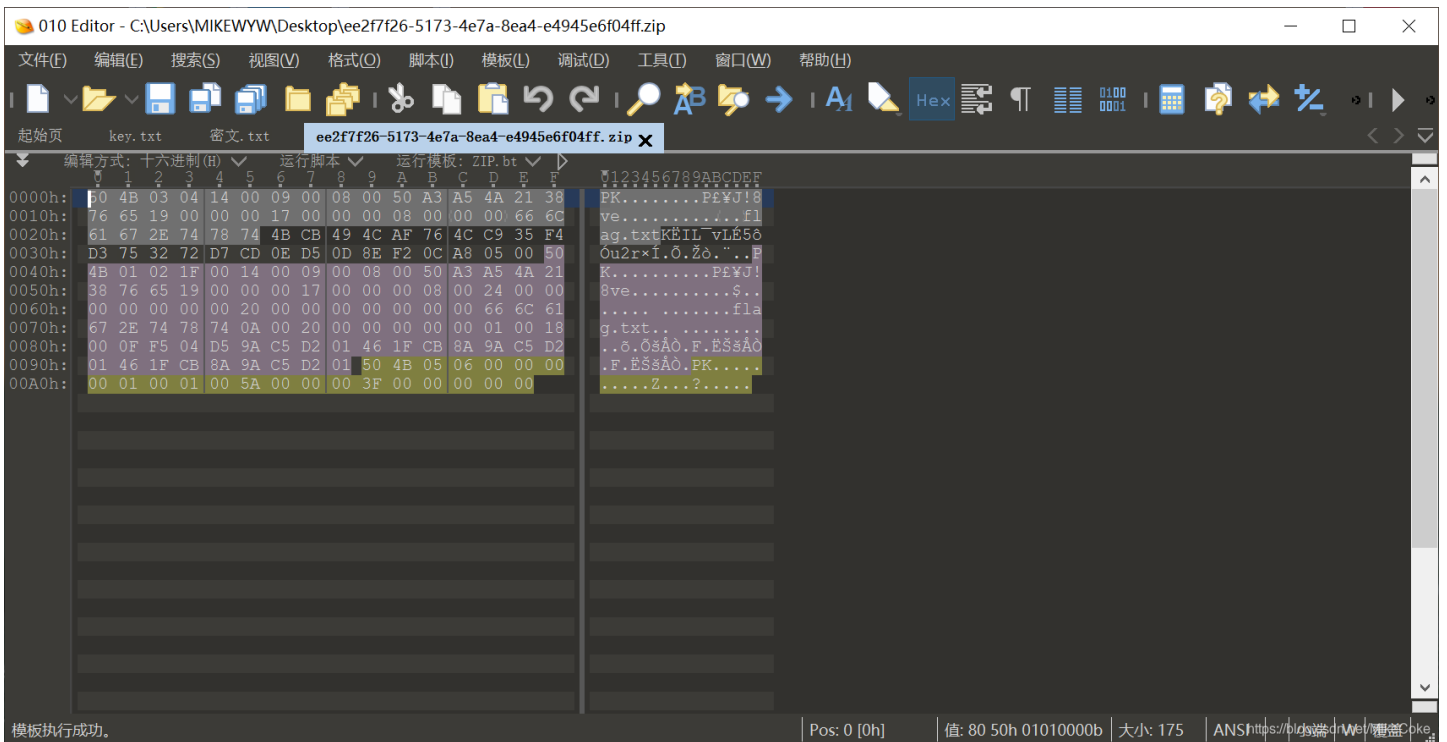 010 Editor - C:\Users\MIKEWYW\Desktop\ee2f7f26-5173-4e7a-8ea4-e4945e6f04ff.zip
文件(F) 编辑(E) 搜索(S) 视图(V) 格式(O) 脚本(I) 模板(L) 调试(D) 工具(T) 窗口(W) 帮助(H)
Hex
起始页 key.txt 密文.txt ee2f7f26-5173-4e7a-8ea4-e4945e6f04ff.zip
编辑方式: 十六进制(H) 运行脚本 运行模板: ZIP.bt
0 1 2 3 4 5 6 7 8 9 A B C D E F 0123456789ABCDEF
0000h: 50 4B 03 04 14 00 09 00 08 00 50 A3 A5 4A 21 38 PK........P£¥J!8
0010h: 76 65 19 00 00 00 17 00 00 00 08 00 00 00 66 6C ve............fl
0020h: 61 67 2E 74 78 74 4B CB 49 4C AF 76 4C C9 35 F4 ag.txtKËIL¯vLÉ5ô
0030h: D3 75 32 72 D7 CD 0E D5 0D 8E F2 0C A8 05 00 50 Óu2r×Í.Õ.Žò.¨..P
0040h: 4B 01 02 1F 00 14 00 09 00 08 00 50 A3 A5 4A 21 K..........P£¥J!
0050h: 38 76 65 19 00 00 00 17 00 00 00 08 00 24 00 00 8ve..........$..
0060h: 00 00 00 00 00 20 00 00 00 00 00 00 00 66 6C 61 ..... .......fla
0070h: 67 2E 74 78 74 0A 00 20 00 00 00 00 00 01 00 18 g.txt.. ........
0080h: 00 0F F5 04 D5 9A C5 D2 01 46 1F CB 8A 9A C5 D2 ..õ.ÕšÅÒ.F.ËŠšÅÒ
0090h: 01 46 1F CB 8A 9A C5 D2 01 50 4B 05 06 00 00 00 .F.ËŠšÅÒ.PK.....
00A0h: 00 01 00 01 00 5A 00 00 00 3F 00 00 00 00 00 .....Z...?.....
模板执行成功。 Pos: 0 [0h] 值: 80 50h 01010000b 大小: 175 ANSI 小端 W 覆盖